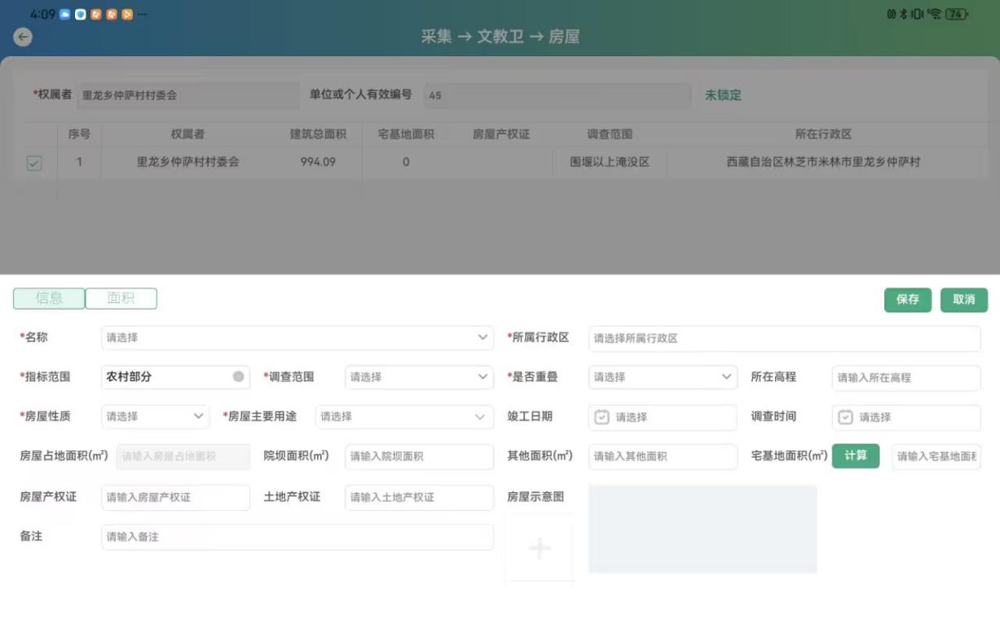 4:09 ··· 74
采集 → 文教卫 → 房屋
*权属者 里龙乡仲萨村村委会 单位或个人有效编号 45 未锁定
序号 权属者 建筑总面积 宅基地面积 房屋产权证 调查范围 所在行政区
1 里龙乡仲萨村村委会 994.09 0 围堰以上淹没区 西藏自治区林芝市米林市里龙乡仲萨村
信息 面积 保存 取消
*名称 请选择 *所属行政区 请选择所属行政区
*指标范围 农村部分 *调查范围 请选择 *是否重叠 请选择 所在高程 请输入所在高程
*房屋性质 请选择 *房屋主要用途 请选择 竣工日期 请选择 调查时间 请选择
房屋占地面积(㎡) 请输入房屋占地面积 院坝面积(㎡) 请输入院坝面积 其他面积(㎡) 请输入其他面积 宅基地面积(㎡) 计算 请输入宅基地面积
房屋产权证 请输入房屋产权证 土地产权证 请输入土地产权证 房屋示意图
备注 请输入备注